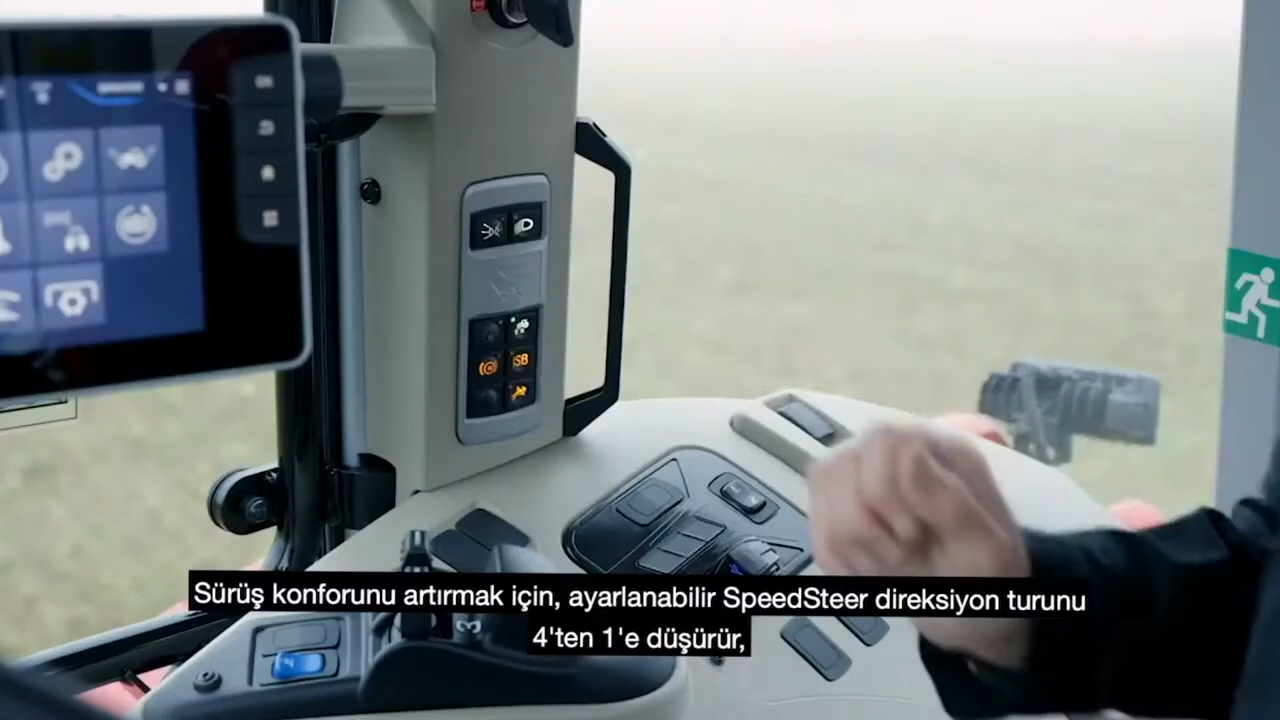 ISB
Sürüş konforunu artırmak için, ayarlanabilir SpeedSteer direksiyon turunu
4'ten 1'e düşürür,